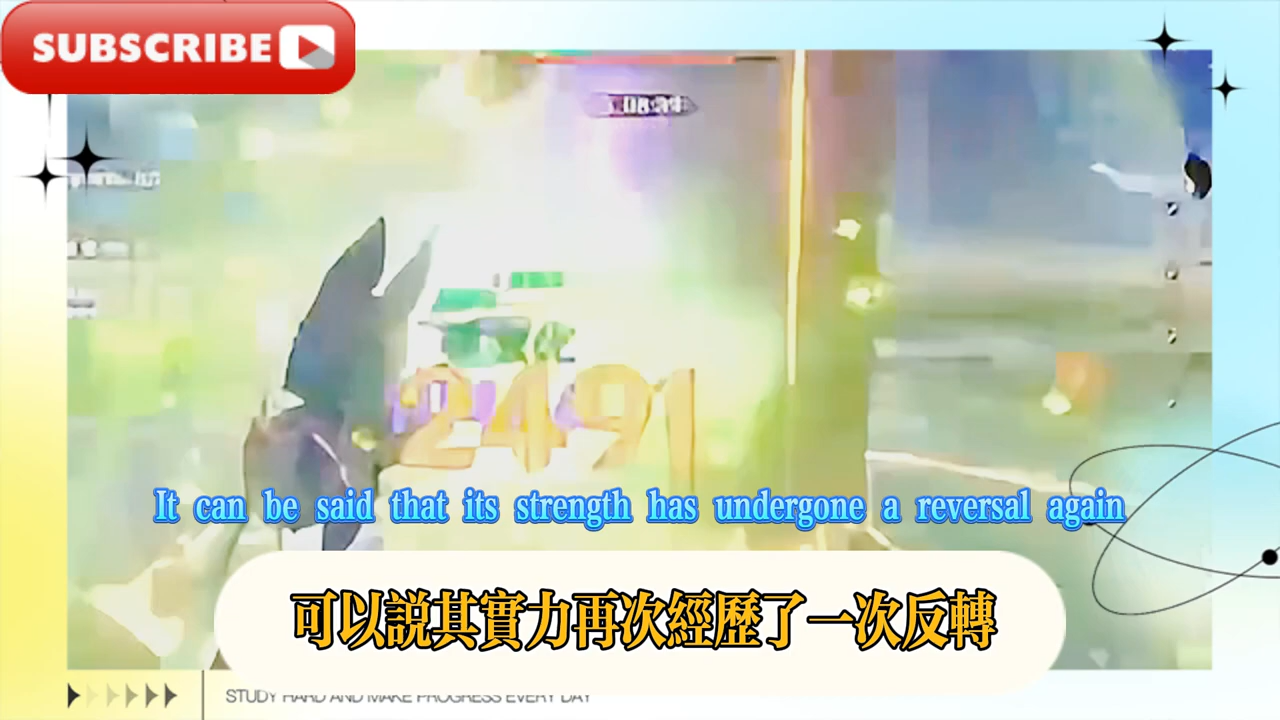 SUBSCRIBE
2491
It can be said that its strength has undergone a reversal again
可以説其實力再次經歷了一次反轉
STUDY HARD AND MAKE PROGRESS EVERY DAY